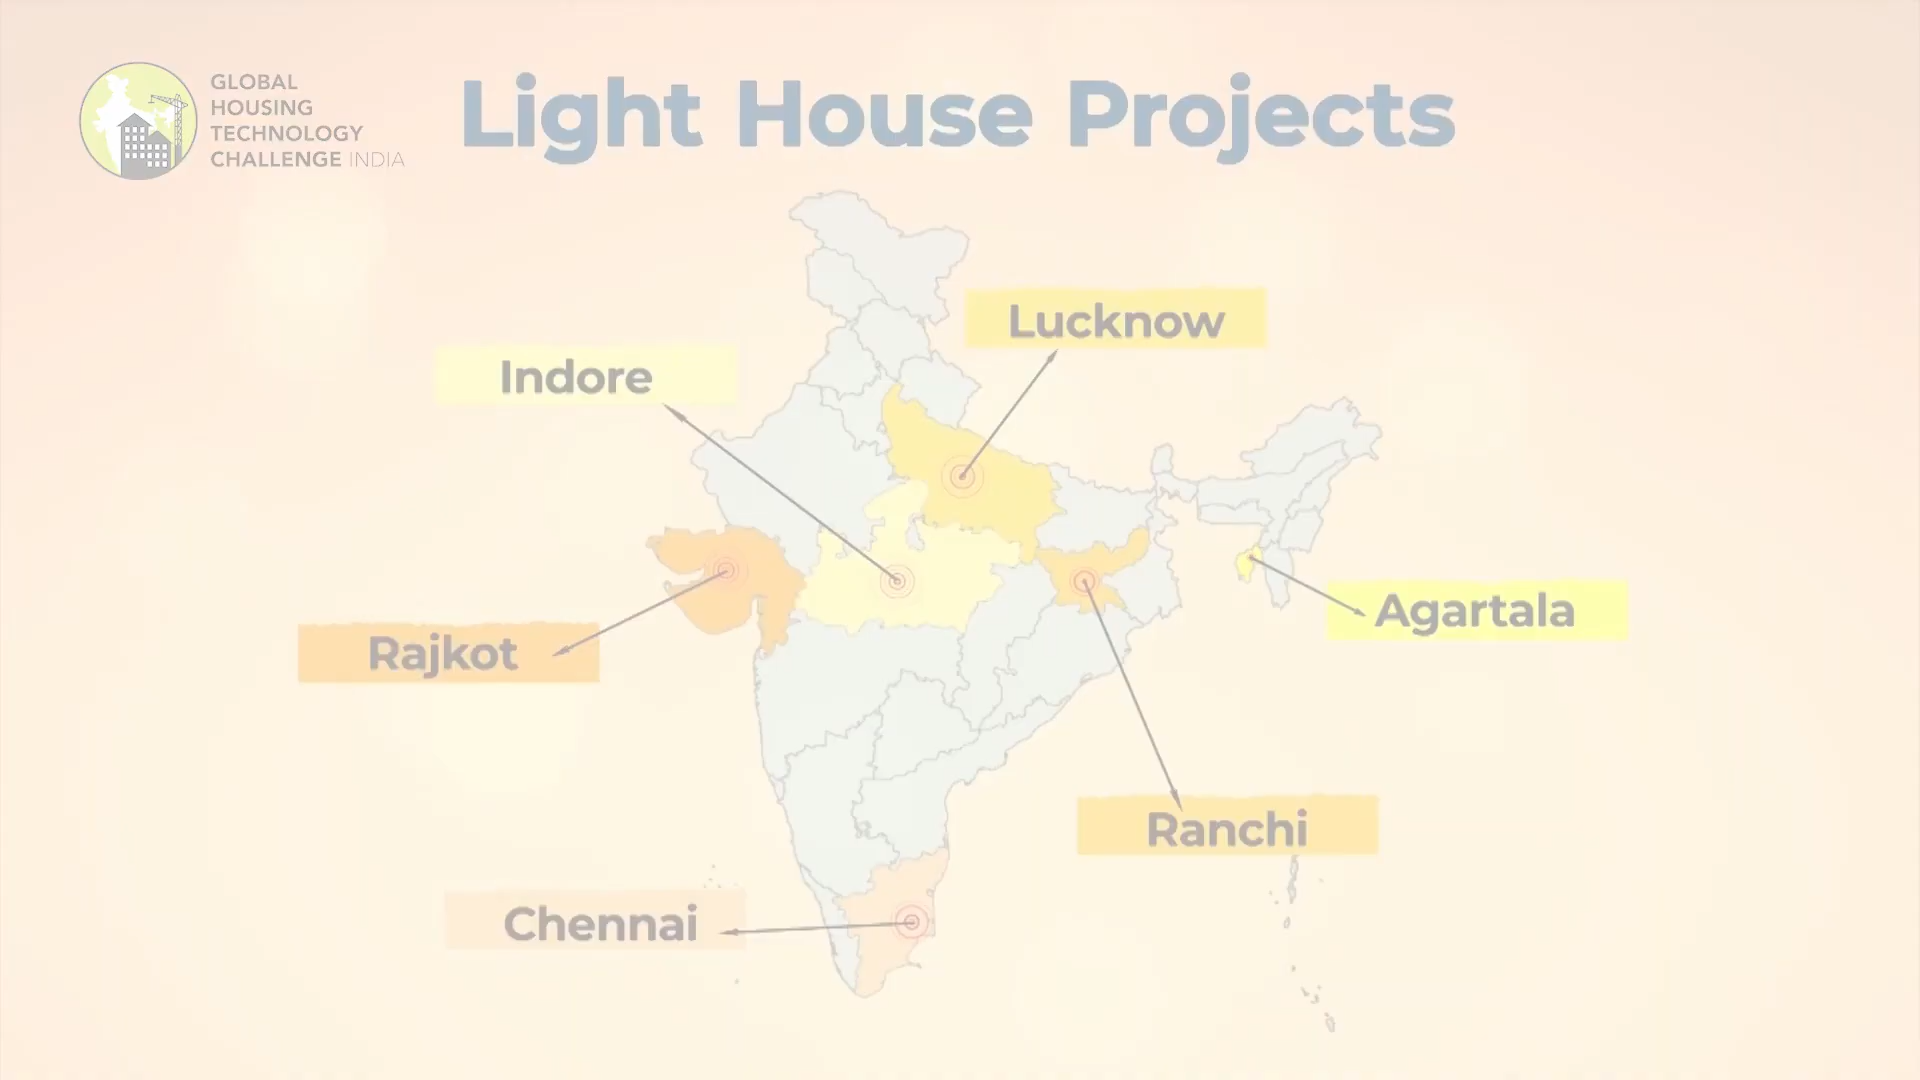 GLOBAL
HOUSING
TECHNOLOGY
CHALLENGE INDIA
Light House Projects
Lucknow
Indore
Agartala
Rajkot
Ranchi
Chennai